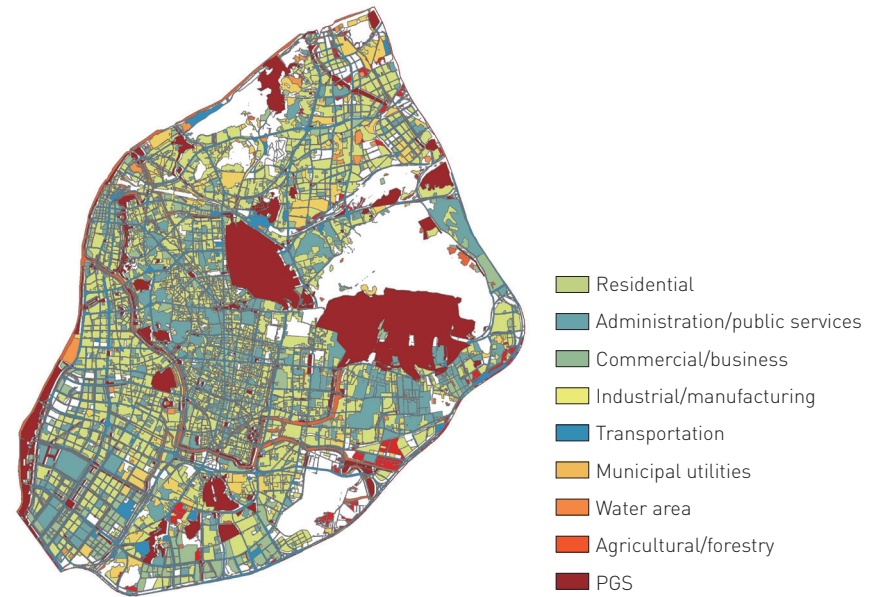 Residential
Administration/public services
Commercial/business
Industrial/manufacturing
Transportation
Municipal utilities
Water area
Agricultural/forestry
PGS